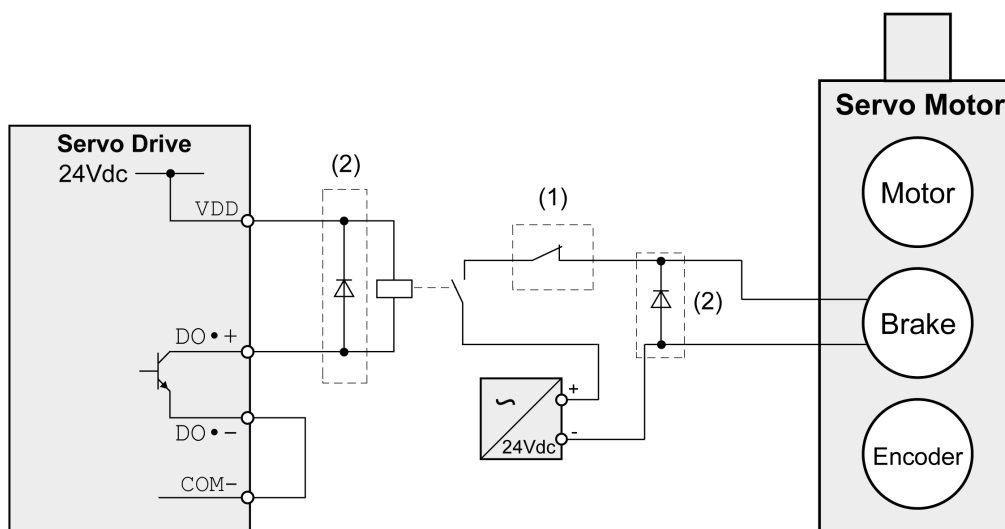 Servo Drive
24Vdc
VDD
DO•+
DO•-
COM-
(2)
(1)
(2)
+
-
24Vdc
Servo Motor
Motor
Brake
Encoder